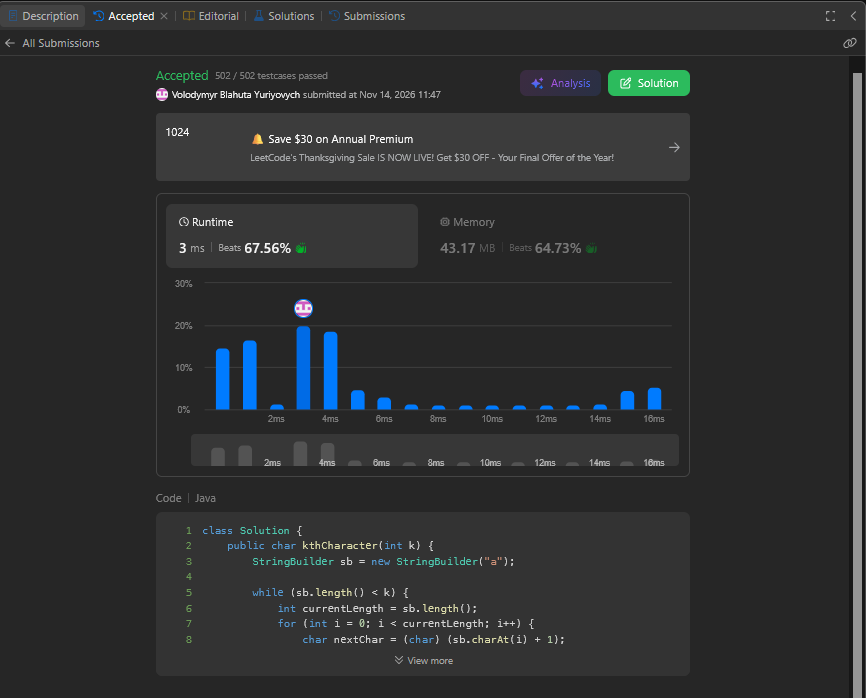 Description Accepted Editorial Solutions Submissions
All Submissions
Accepted 502 / 502 testcases passed
Volodymyr Blahuta Yuriyovych submitted at Nov 14, 2026 11:47
Analysis
Solution
1024
Save $30 on Annual Premium
LeetCode's Thanksgiving Sale IS NOW LIVE! Get $30 OFF - Your Final Offer of the Year!
Runtime
3 ms Beats 67.56%
Memory
43.17 MB Beats 64.73%
30%
20%
10%
0%
2ms 4ms 6ms 8ms 10ms 12ms 14ms 16ms
2ms 4ms 6ms 8ms 10ms 12ms 14ms 16ms
Code Java
1 class Solution {
2 public char kthCharacter(int k) {
3 StringBuilder sb = new StringBuilder("a");
4
5 while (sb.length() < k) {
6 int currentLength = sb.length();
7 for (int i = 0; i < currentLength; i++) {
8 char nextChar = (char) (sb.charAt(i) + 1);
View more